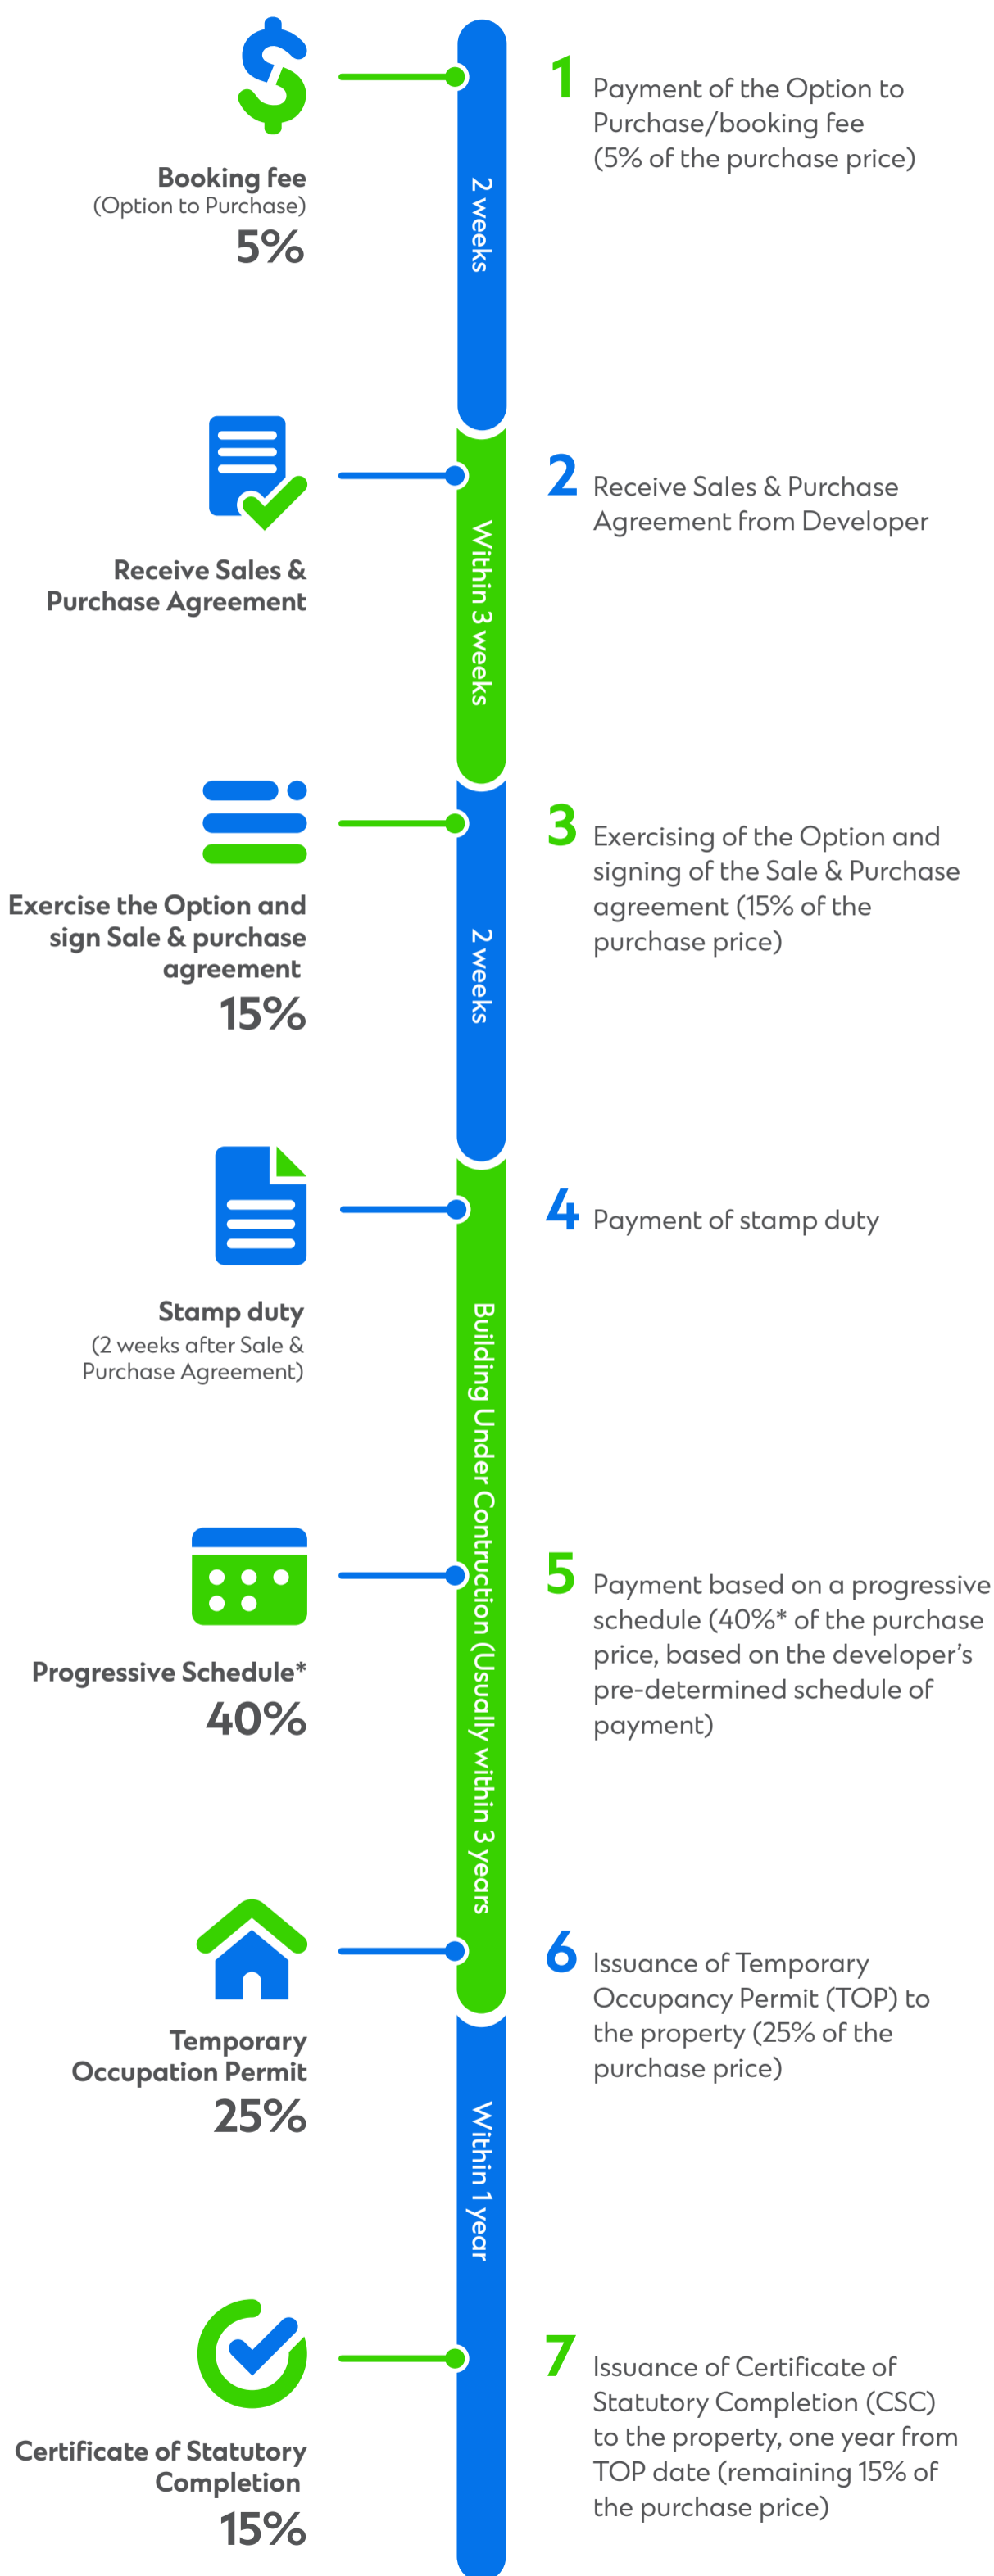 Booking fee
(Option to Purchase)
5%
2 weeks
1
Payment of the Option to
Purchase/booking fee
(5% of the purchase price)
Receive Sales &
Purchase Agreement
Within 3 weeks
2
Receive Sales & Purchase
Agreement from Developer
Exercise the Option and
sign Sale & purchase
agreement
15%
2 weeks
3
Exercising of the Option and
signing of the Sale & Purchase
agreement (15% of the
purchase price)
Stamp duty
(2 weeks after Sale &
Purchase Agreement)
Building Under Contruction (Usually within 3 years
4
Payment of stamp duty
Progressive Schedule*
40%
5
Payment based on a progressive
schedule (40%* of the purchase
price, based on the developer’s
pre-determined schedule of
payment)
Temporary
Occupation Permit
25%
6
Issuance of Temporary
Occupancy Permit (TOP) to
the property (25% of the
purchase price)
Within 1 year
Certificate of Statutory
Completion
15%
7
Issuance of Certificate of
Statutory Completion (CSC)
to the property, one year from
TOP date (remaining 15% of
the purchase price)